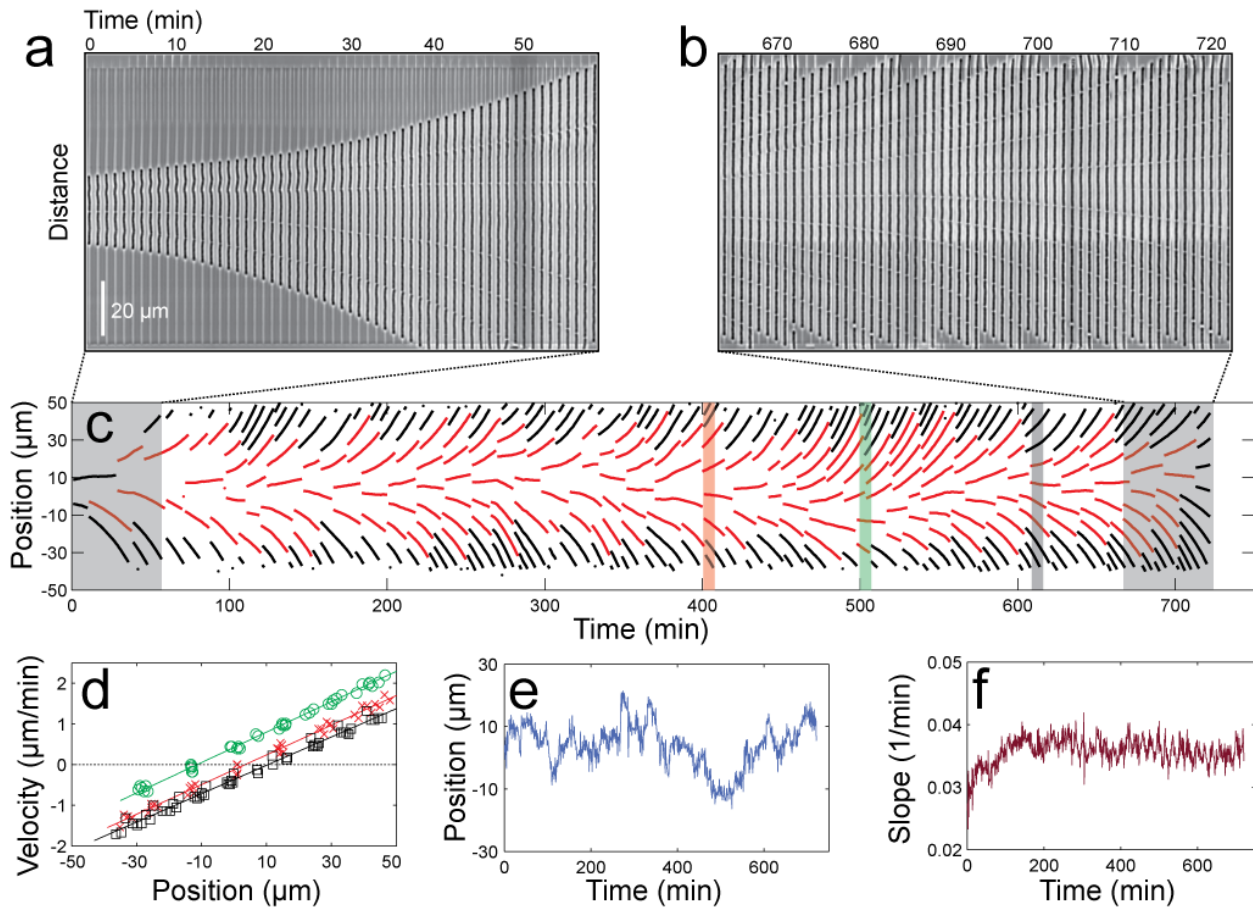 Time (min)
0 10 20 30 40 50
a
Distance
20 µm
670 680 690 700 710 720
b
c
50
30
10
-10
-30
-50
Position (µm)
0 100 200 300 400 500 600 700
Time (min)
d
2
1
0
-1
-2
Velocity (µm/min)
-50 -30 -10 10 30 50
Position (µm)
e
30
10
-10
-30
Position (µm)
0 200 400 600
Time (min)
f
0.05
0.04
0.03
0.02
Slope (1/min)
0 200 400 600
Time (min)